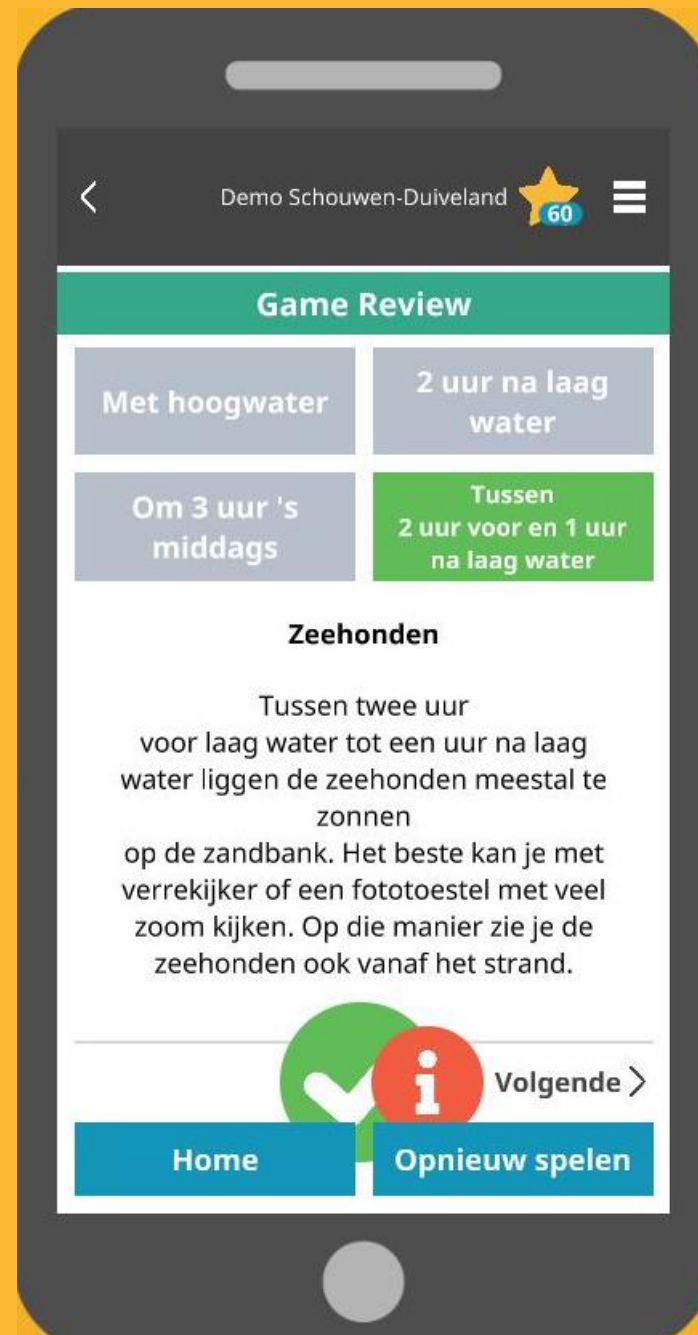 Demo Schouwen-Duiveland
60
Game Review
Met hoogwater
2 uur na laag
water
Om 3 uur 's
middags
Tussen
2 uur voor en 1 uur
na laag water
Zeehonden
Tussen twee uur
voor laag water tot een uur na laag
water liggen de zeehonden meestal te
zonnen
op de zandbank. Het beste kan je met
verrekijker of een fototoestel met veel
zoom kijken. Op die manier zie je de
zeehonden ook vanaf het strand.
i
Volgende
Home
Opnieuw spelen